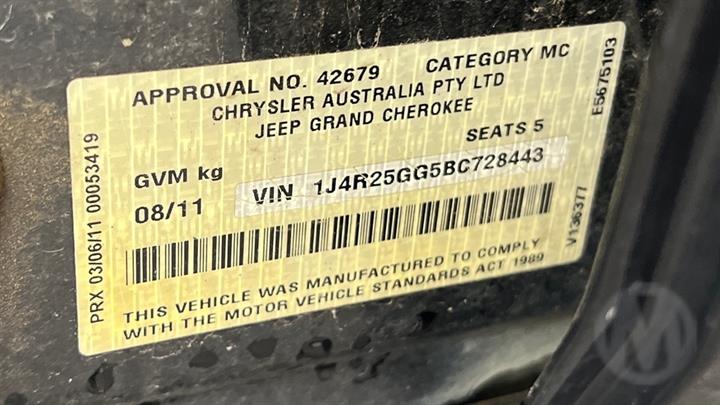 APPROVAL NO. 42679 CATEGORY MC
CHRYSLER AUSTRALIA PTY LTD
JEEP GRAND CHEROKEE
SEATS 5
GVM kg
08/11 VIN 1J4R25GG5BC728443
THIS VEHICLE WAS MANUFACTURED TO COMPLY
WITH THE MOTOR VEHICLE STANDARDS ACT 1989
PRX 03/06/11 00053419
E5675103
V136377
M